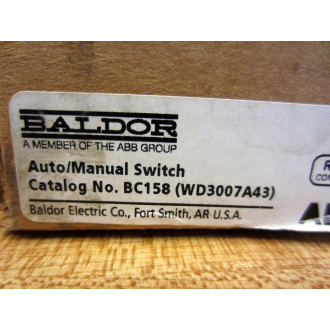 BALDOR
A MEMBER OF THE ABB GROUP
Auto/Manual Switch
Catalog No. BC158 (WD3007A43)
Baldor Electric Co., Fort Smith, AR U.S.A.